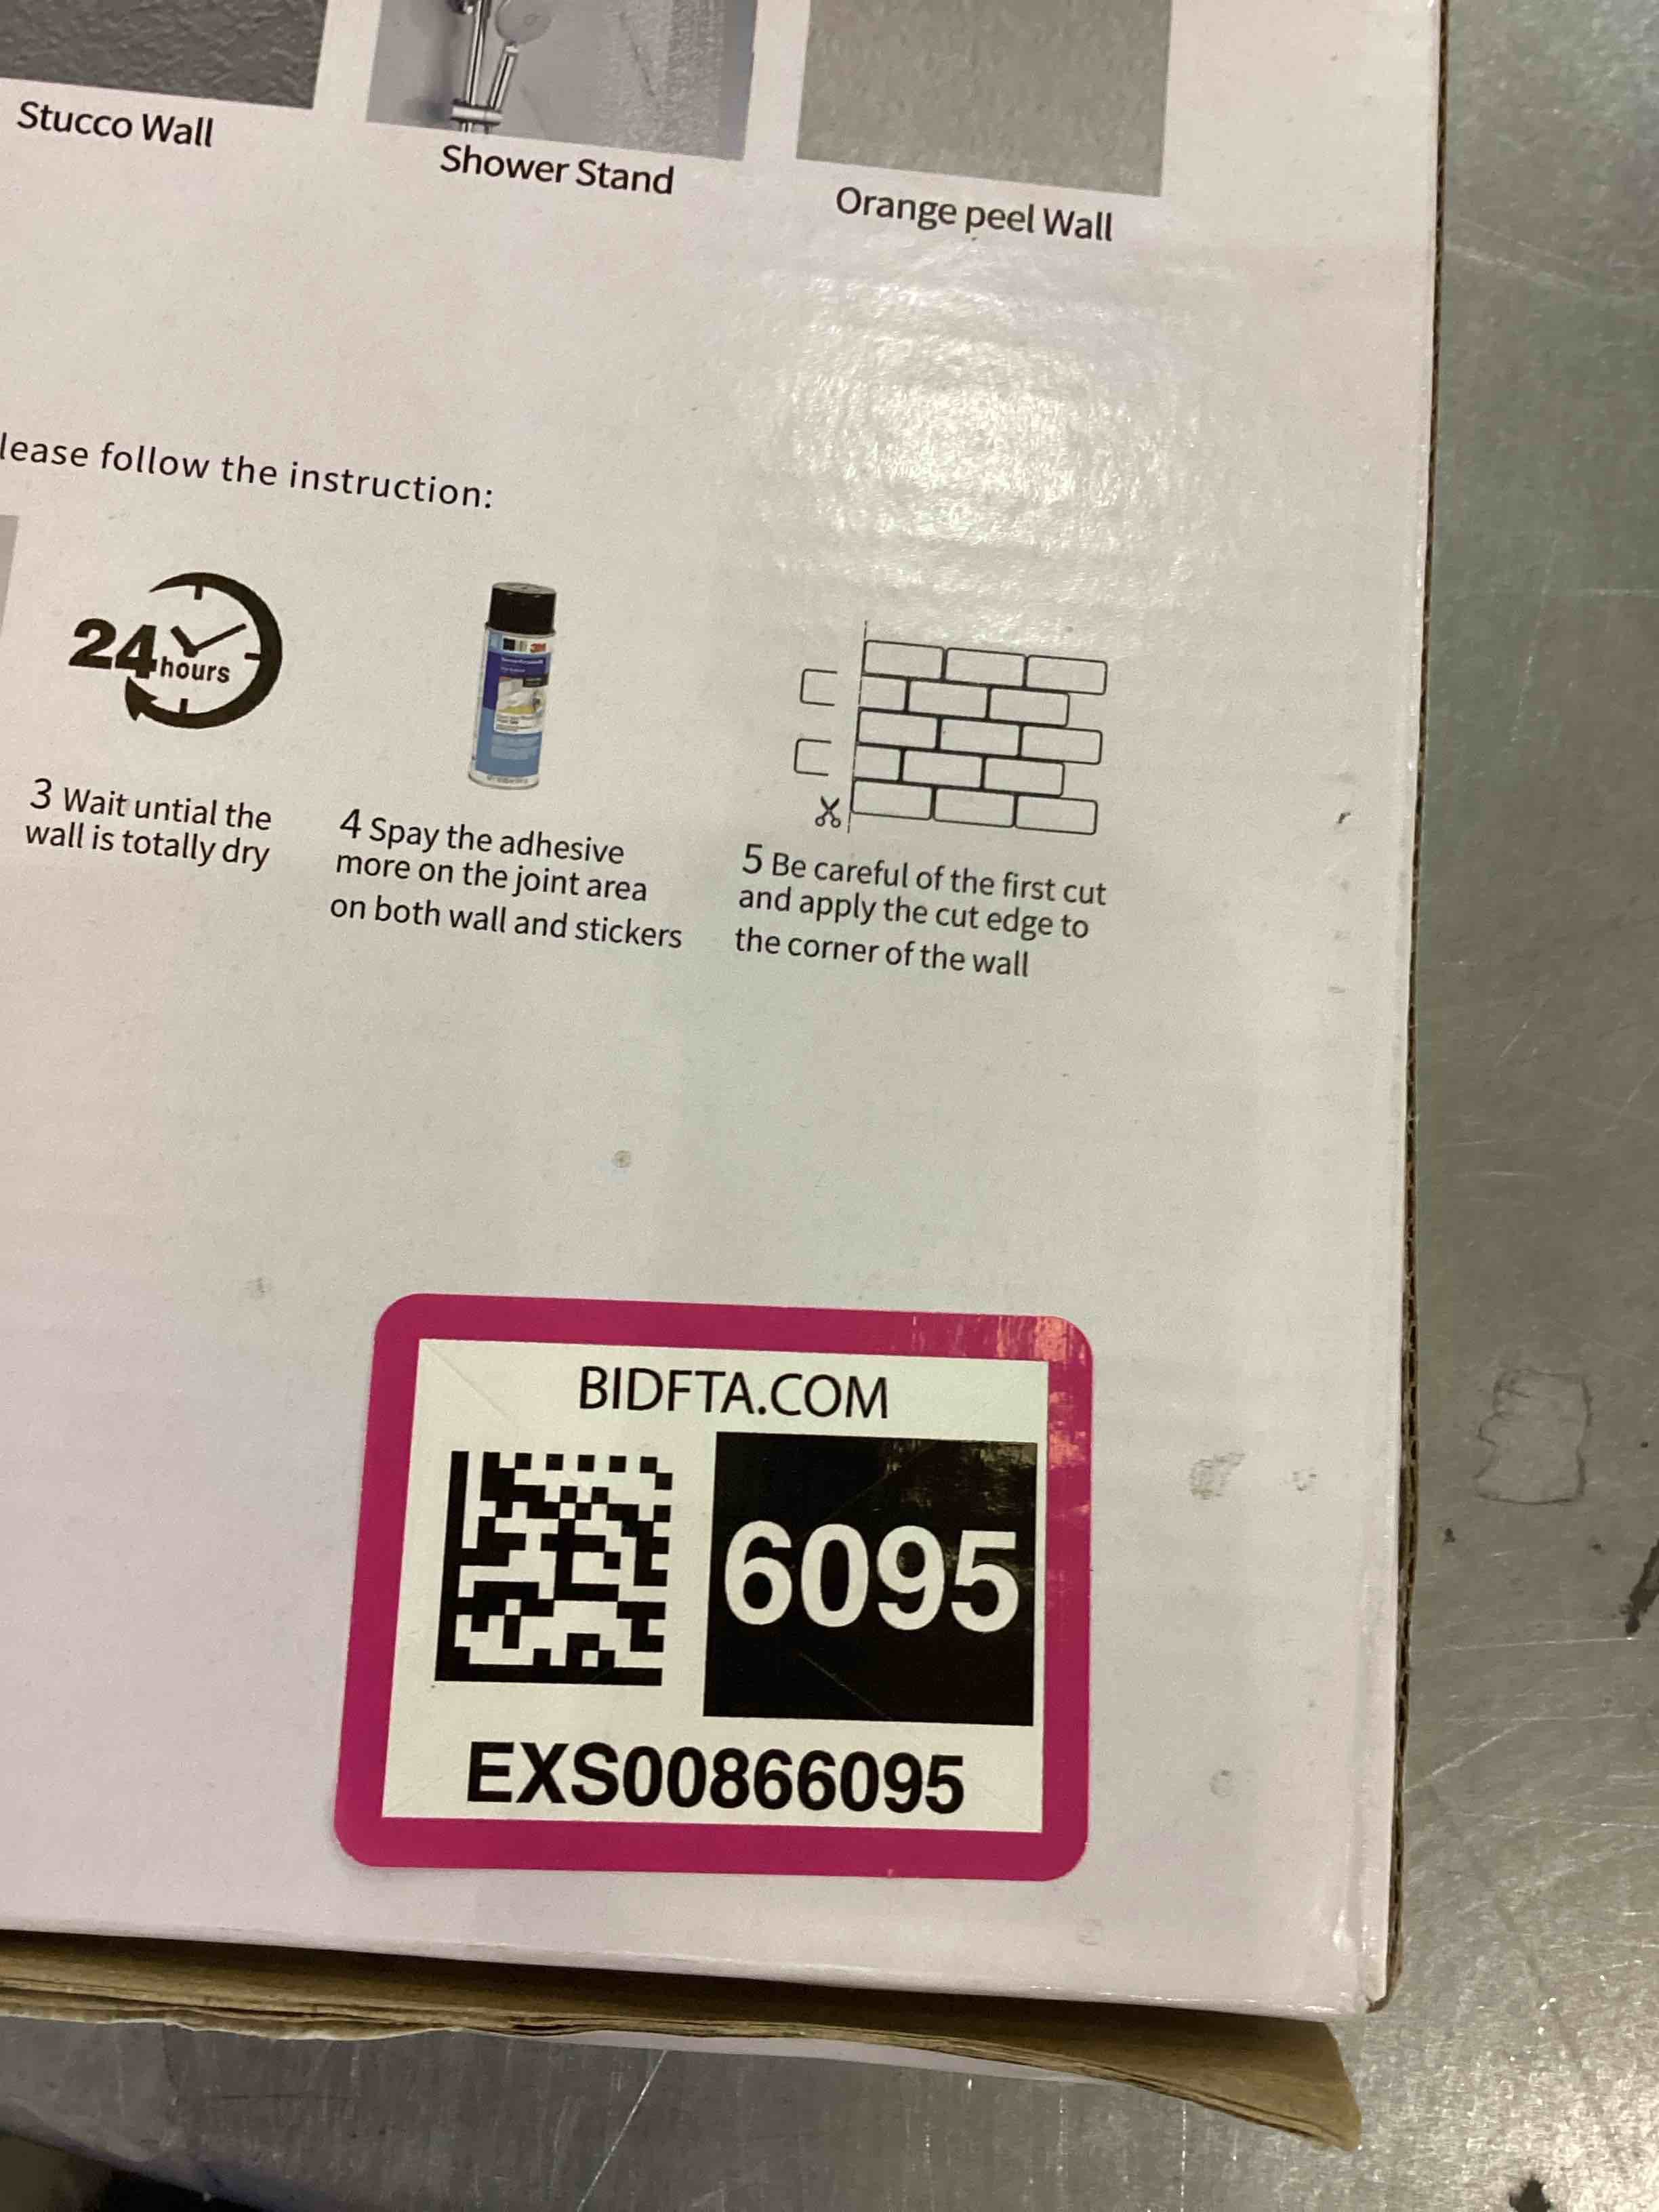 Stucco Wall
Shower Stand
Orange peel Wall
lease follow the instruction:
24 hours
3M
3 Wait untial the
wall is totally dry
4 Spay the adhesive
more on the joint area
on both wall and stickers
5 Be careful of the first cut
and apply the cut edge to
the corner of the wall
BIDFTA.COM
6095
EXS00866095